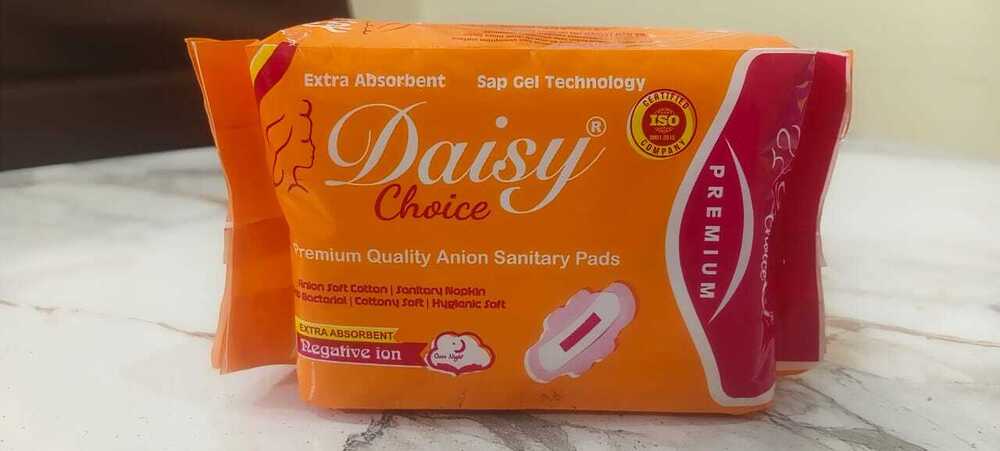 Extra Absorbent Sap Gel Technology
Daisy®
Choice
CERTIFIED
ISO
COMPANY
PREMIUM
Premium Quality Anion Sanitary Pads
Anion Soft Cotton | Sanitary Napkin
Bacterial | Cottony Soft | Hygienic Soft
EXTRA ABSORBENT
Negative ion
Over Night